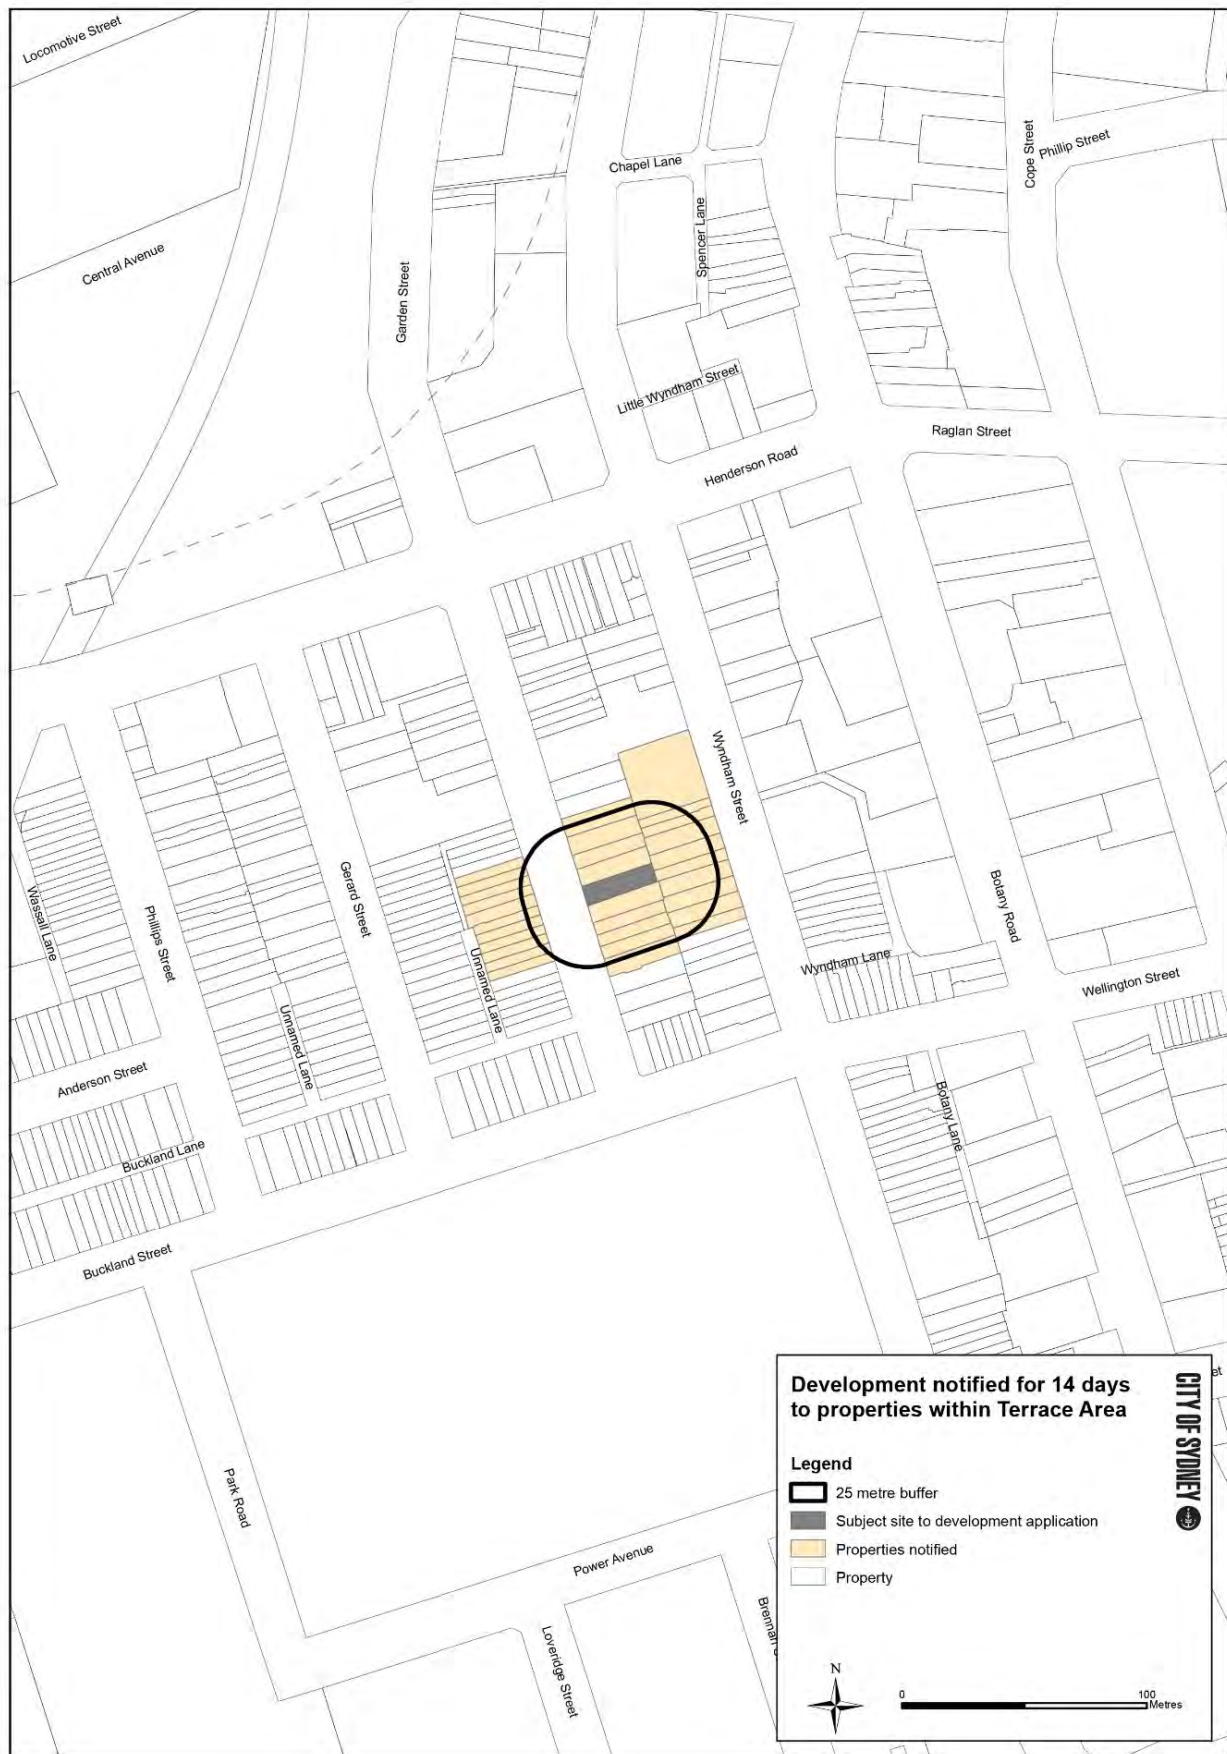 Locomotive Street
Central Avenue
Garden Street
Chapel Lane
Spencer Lane
Cope Street
Phillip Street
Little Wyndham Street
Henderson Road
Raglan Street
Wyndham Street
Gerard Street
Phillips Street
Wassall Lane
Unnamed Lane
Unnamed Lane
Botany Road
Wyndham Lane
Wellington Street
Anderson Street
Buckland Lane
Botany Lane
Buckland Street
Park Road
Power Avenue
Loveridge Street
Development notified for 14 days
to properties within Terrace Area
CITY OF SYDNEY
Legend
25 metre buffer
Subject site to development application
Properties notified
Property
N
0 100
Metres